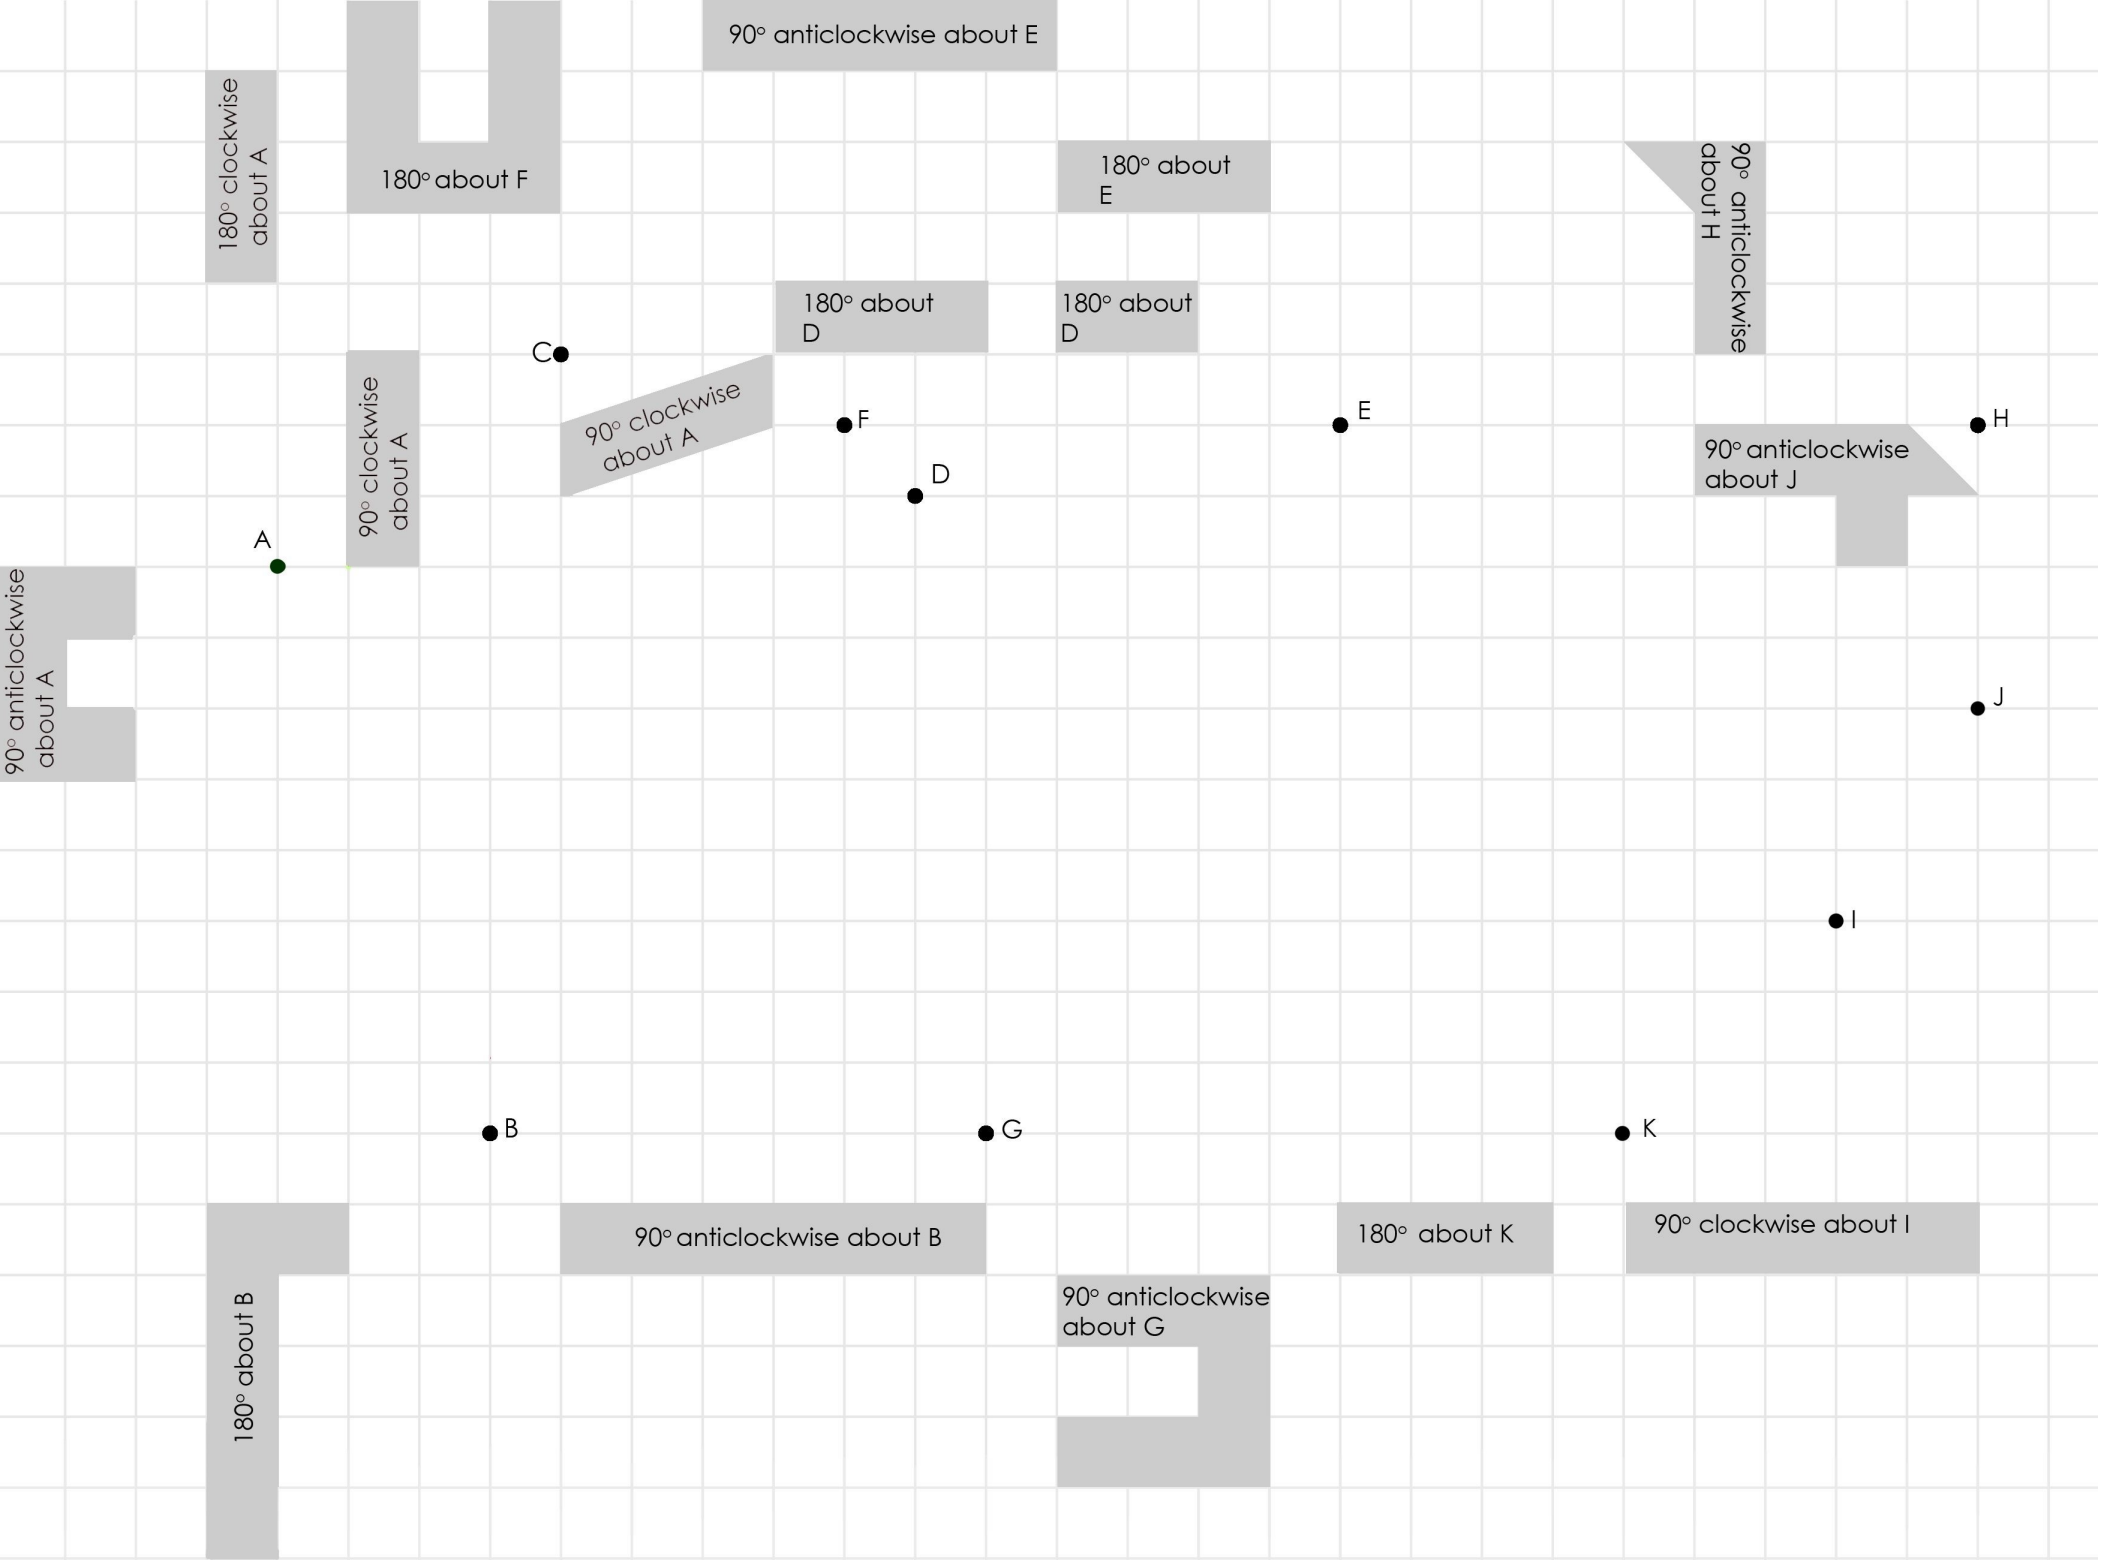 90° anticlockwise about E
180° clockwise
about A
180° about F
180° about
E
90° anticlockwise
about H
180° about
D
180° about
D
C
90° clockwise
about A
90° clockwise
about A
F
E
H
D
90° anticlockwise
about J
A
90° anticlockwise
about A
J
I
B
G
K
180° about B
90° anticlockwise about B
180° about K
90° clockwise about I
90° anticlockwise
about G